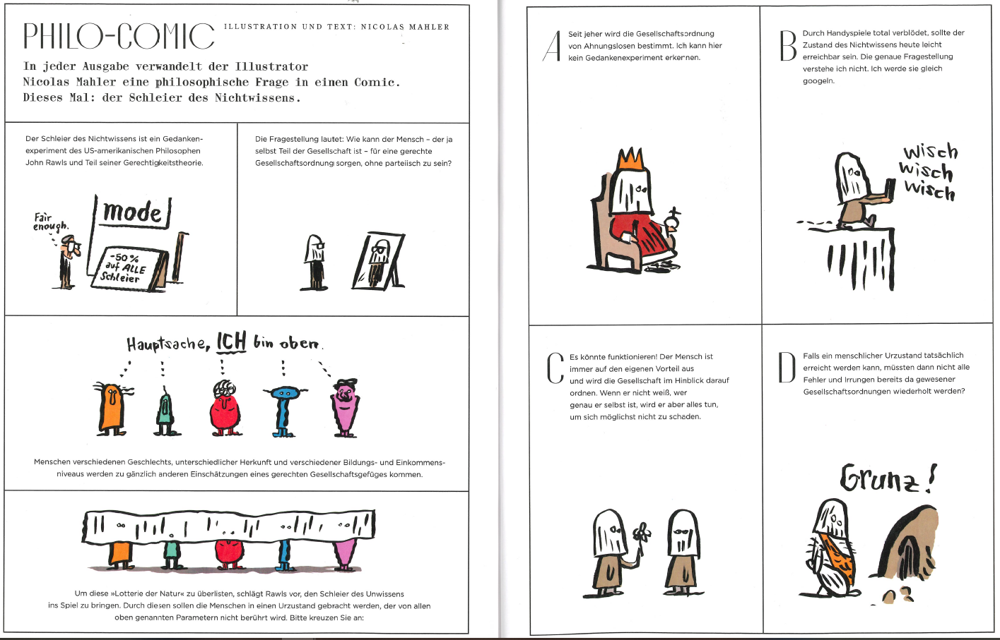 PHILO-COMIC
ILLUSTRATION UND TEXT: NICOLAS MAHLER
In jeder Ausgabe verwandelt der Illustrator
Nicolas Mahler eine philosophische Frage in einen Comic.
Dieses Mal: der Schleier des Nichtwissens.
Der Schleier des Nichtwissens ist ein Gedanken-
experiment des US-amerikanischen Philosophen
John Rawls und Teil seiner Gerechtigkeitstheorie.
Fair
enough.
mode
-50%
auf ALLE
Schleier
Die Fragestellung lautet: Wie kann der Mensch – der ja
selbst Teil der Gesellschaft ist – für eine gerechte
Gesellschaftsordnung sorgen, ohne parteiisch zu sein?
Hauptsache, ICH bin oben.
Menschen verschiedenen Geschlechts, unterschiedlicher Herkunft und verschiedener Bildungs- und Einkommens-
niveaus werden zu gänzlich anderen Einschätzungen eines gerechten Gesellschaftsgefüges kommen.
Um diese »Lotterie der Natur« zu überlisten, schlägt Rawls vor, den Schleier des Unwissens
ins Spiel zu bringen. Durch diesen sollen die Menschen in einen Urzustand gebracht werden, der von allen
oben genannten Parametern nicht berührt wird. Bitte kreuzen Sie an:
A
Seit jeher wird die Gesellschaftsordnung
von Ahnungslosen bestimmt. Ich kann hier
kein Gedankenexperiment erkennen.
B
Durch Handyspiele total verblödet, sollte der
Zustand des Nichtwissens heute leicht
erreichbar sein. Die genaue Fragestellung
verstehe ich nicht. Ich werde sie gleich
googeln.
wisch
wisch
wisch
C
Es könnte funktionieren! Der Mensch ist
immer auf den eigenen Vorteil aus
und wird die Gesellschaft im Hinblick darauf
ordnen. Wenn er nicht weiß, wer
genau er selbst ist, wird er aber alles tun,
um sich möglichst nicht zu schaden.
D
Falls ein menschlicher Urzustand tatsächlich
erreicht werden kann, müssten dann nicht alle
Fehler und Irrungen bereits da gewesener
Gesellschaftsordnungen wiederholt werden?
Grunz!